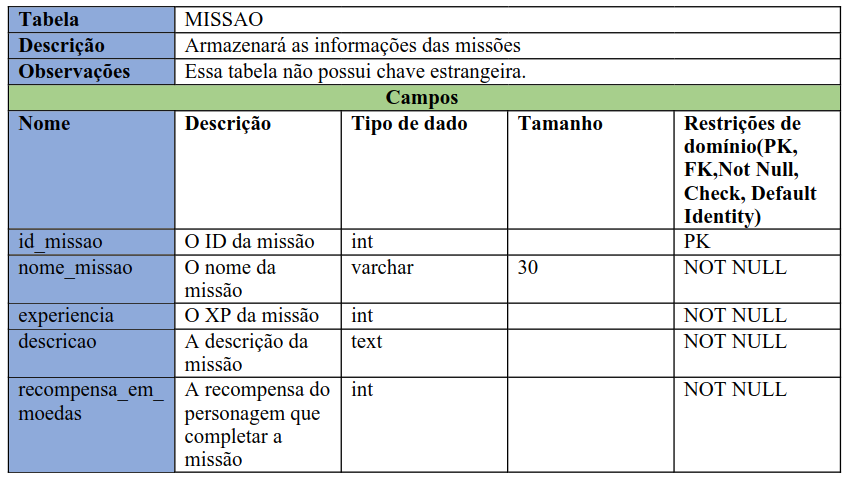 Tabela MISSAO
Descrição Armazenará as informações das missões
Observações Essa tabela não possui chave estrangeira.
Campos
Nome Descrição Tipo de dado Tamanho Restrições de
domínio(PK,
FK,Not Null,
Check, Default
Identity)
id_missao O ID da missão int PK
nome_missao O nome da varchar 30 NOT NULL
missão
experiencia O XP da missão int NOT NULL
descricao A descrição da text NOT NULL
missão
recompensa_em_ A recompensa do int NOT NULL
moedas personagem que
completar a
missão